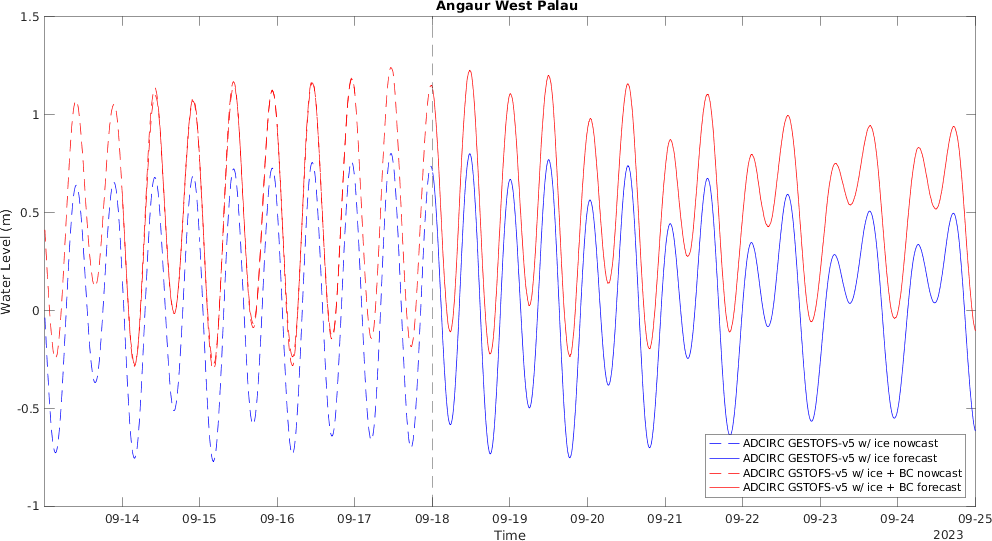 Angaur West Palau
1.5
1
0.5
0
-0.5
-1
Water Level (m)
09-14 09-15 09-16 09-17 09-18 09-19 09-20 09-21 09-22 09-23 09-24 09-25
Time
2023
ADCIRC GESTOFS-v5 w/ ice nowcast
ADCIRC GESTOFS-v5 w/ ice forecast
ADCIRC GSTOFS-v5 w/ ice + BC nowcast
ADCIRC GSTOFS-v5 w/ ice + BC forecast